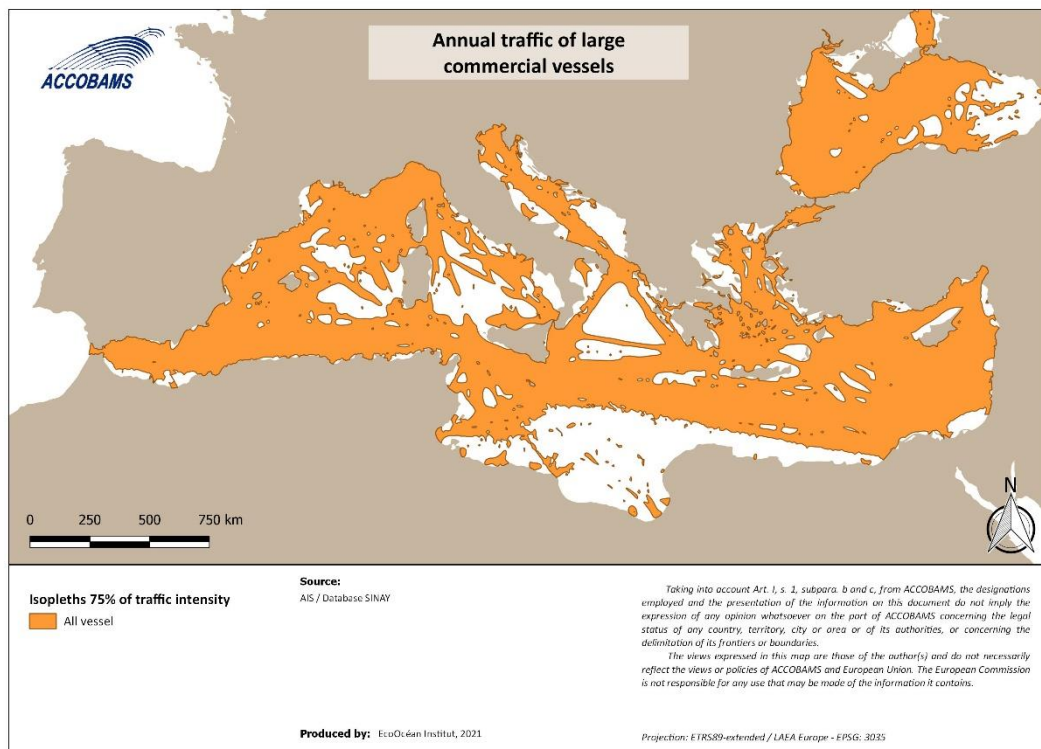 ACCOBAMS
Annual traffic of large
commercial vessels
N
0 250 500 750 km
Isopleths 75% of traffic intensity
All vessel
Source:
AIS / Database SINAY
Produced by: EcoOcéan Institut, 2021
Taking into account Art. I, s. 1, subpara. b and c, from ACCOBAMS, the designations
employed and the presentation of the information on this document do not imply the
expression of any opinion whatsoever on the part of ACCOBAMS concerning the legal
status of any country, territory, city or area or of its authorities, or concerning the
delimitation of its frontiers or boundaries.
The views expressed in this map are those of the author(s) and do not necessarily
reflect the views or policies of ACCOBAMS and European Union. The European Commission
is not responsible for any use that may be made of the information it contains.
Projection: ETRS89-extended / LAEA Europe - EPSG: 3035